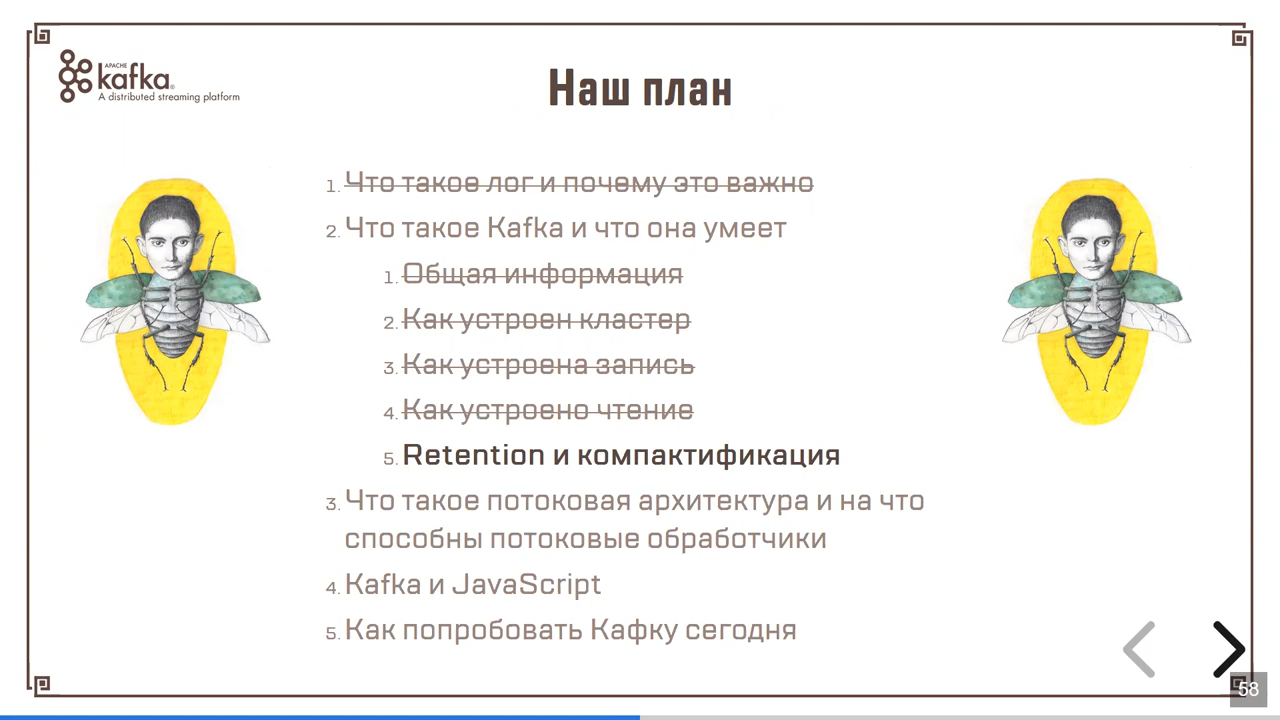 APACHE
kafka
A distributed streaming platform
Наш план
1. Что такое лог и почему это важно
2. Что такое Kafka и что она умеет
1. Общая информация
2. Как устроен кластер
3. Как устроена запись
4. Как устроено чтение
5. Retention и компактификация
3. Что такое потоковая архитектура и на что
способны потоковые обработчики
4. Kafka и JavaScript
5. Как попробовать Кафку сегодня
58